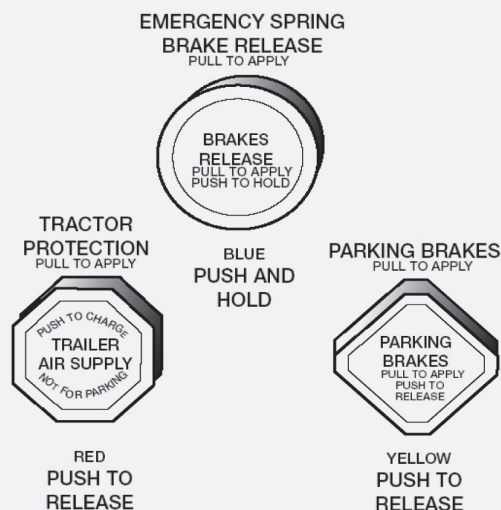 EMERGENCY SPRING
BRAKE RELEASE
PULL TO APPLY
BRAKES
RELEASE
PULL TO APPLY
PUSH TO HOLD
BLUE
PUSH AND
HOLD
TRACTOR
PROTECTION
PULL TO APPLY
PUSH TO CHARGE
TRAILER
AIR SUPPLY
NOT FOR PARKING
RED
PUSH TO
RELEASE
PARKING BRAKES
PULL TO APPLY
PARKING
BRAKES
PULL TO APPLY
PUSH TO
RELEASE
YELLOW
PUSH TO
RELEASE